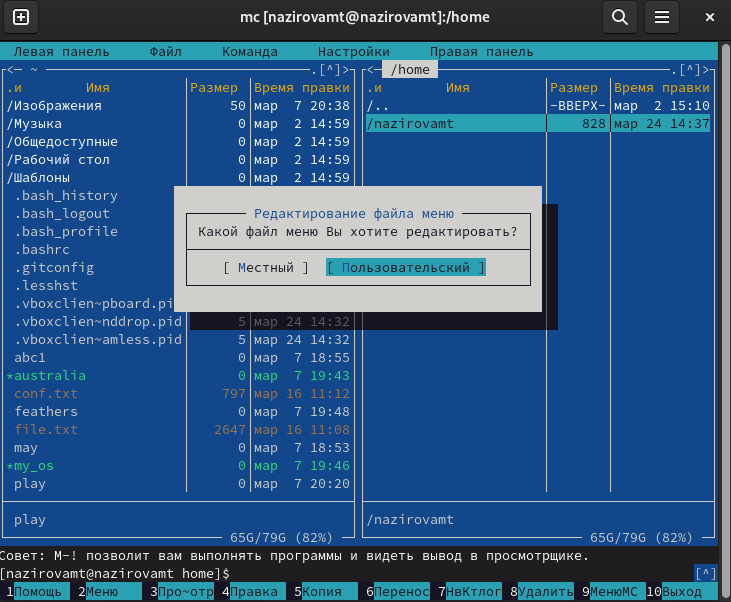 mc [nazirovamt@nazirovamt]:/home
Левая панель Файл Команда Настройки Правая панель
<— ~ .[^]> <— /home .[^]>
.и Имя Размер Время правки .и Имя Размер Время правки
/Изображения 50 мар 7 20:38 /.. -ВВЕРХ- мар 2 15:10
/Музыка 0 мар 2 14:59 /nazirovamt 828 мар 24 14:37
/Общедоступные 0 мар 2 14:59
/Рабочий стол 0 мар 2 14:59
/Шаблоны 0 мар 2 14:59
.bash_history
.bash_logout Редактирование файла меню
.bash_profile Какой файл меню Вы хотите редактировать?
.bashrc
.gitconfig [ Местный ] [ Пользовательский ]
.lesshst
.vboxclien~pboard.pi
.vboxclien~nddrop.pid 5 мар 24 14:32
.vboxclien~amless.pid 5 мар 24 14:32
abc1 0 мар 7 18:55
*australia 0 мар 7 19:43
conf.txt 797 мар 16 11:12
feathers 0 мар 7 19:48
file.txt 2647 мар 16 11:08
may 0 мар 7 18:53
*my_os 0 мар 7 19:46
play 0 мар 7 20:20
play /nazirovamt
65G/79G (82%) 65G/79G (82%)
Совет: M-! позволит вам выполнять программы и видеть вывод в просмотрщике.
[nazirovamt@nazirovamt home]$ [^]
1Помощь 2Меню 3Про~отр 4Правка 5Копия 6Перенос 7НвКтлог 8Удалить 9МенюMC 10Выход